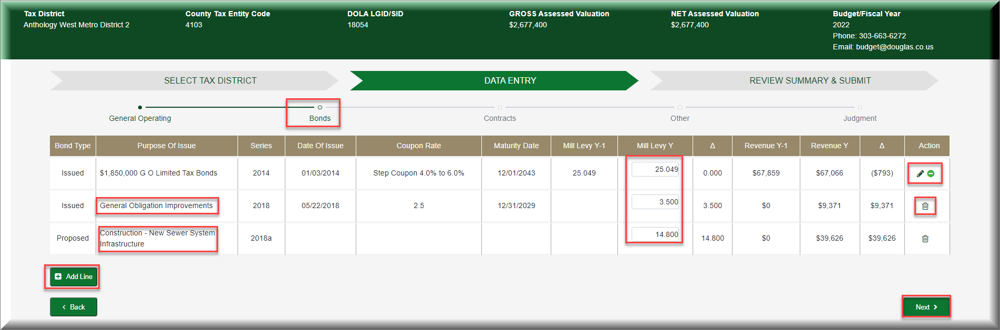 Tax District
Anthology West Metro District 2
County Tax Entity Code
4103
DOLA LGID/SID
18054
GROSS Assessed Valuation
$2,677,400
NET Assessed Valuation
$2,677,400
Budget/Fiscal Year
2022
Phone: 303-663-6272
Email: budget@douglas.co.us
SELECT TAX DISTRICT
DATA ENTRY
REVIEW SUMMARY & SUBMIT
General Operating
Bonds
Contracts
Other
Judgment
Bond Type Purpose Of Issue Series Date Of Issue Coupon Rate Maturity Date Mill Levy Y-1 Mill Levy Y Δ Revenue Y-1 Revenue Y Δ Action
Issued $1,850,000 G O Limited Tax Bonds 2014 01/03/2014 Step Coupon 4.0% to 6.0% 12/01/2043 25.049 25.049 0.000 $67,859 $67,066 ($793)
Issued General Obligation Improvements 2018 05/22/2018 2.5 12/31/2029 3.500 3.500 $0 $9,371 $9,371
Proposed Construction - New Sewer System
Infrastructure 2018a 14.800 14.800 $0 $39,626 $39,626
Add Line
Back
Next